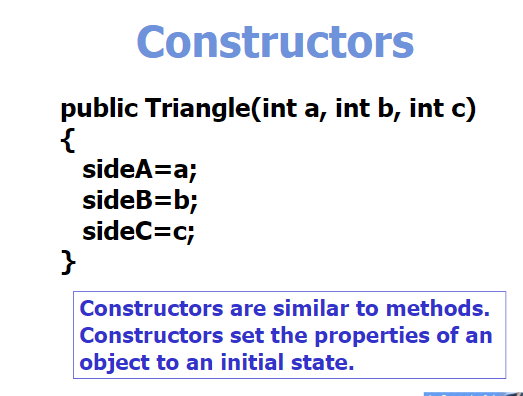 Constructors
public Triangle(int a, int b, int c)
{
sideA=a;
sideB=b;
sideC=c;
}
Constructors are similar to methods.
Constructors set the properties of an
object to an initial state.